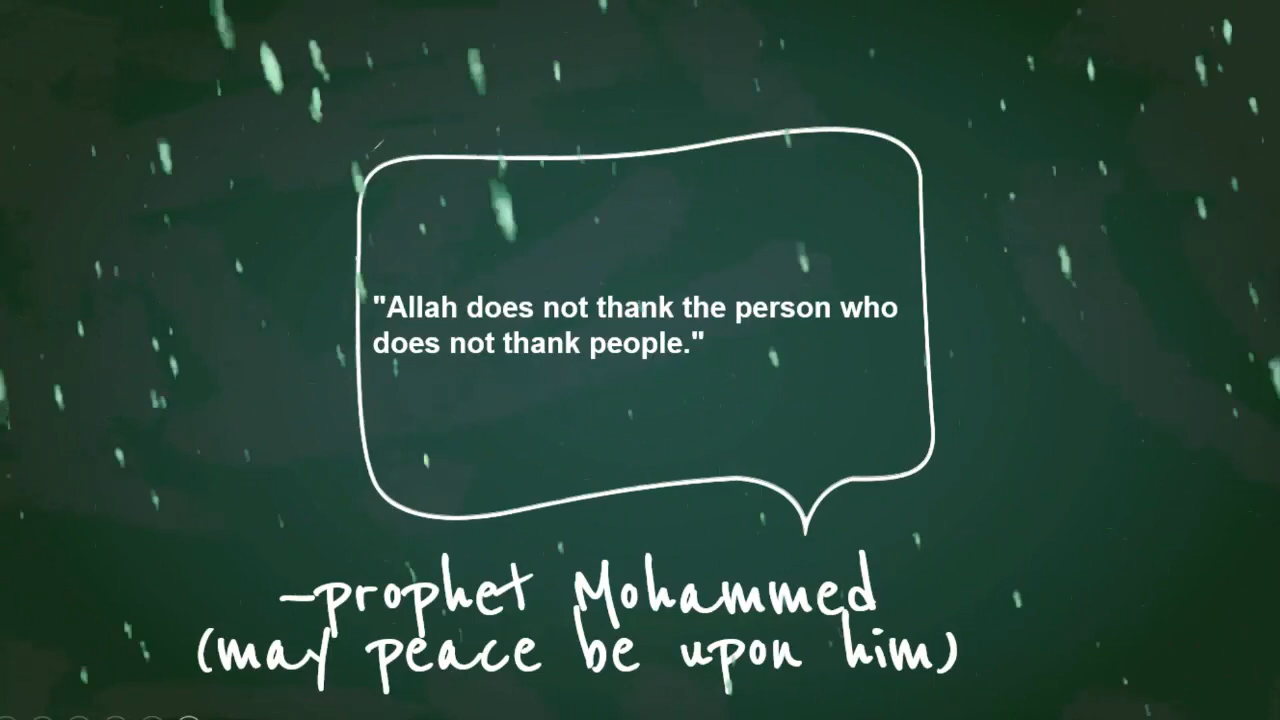 "Allah does not thank the person who
does not thank people."
–prophet Mohammed
(may peace be upon him)